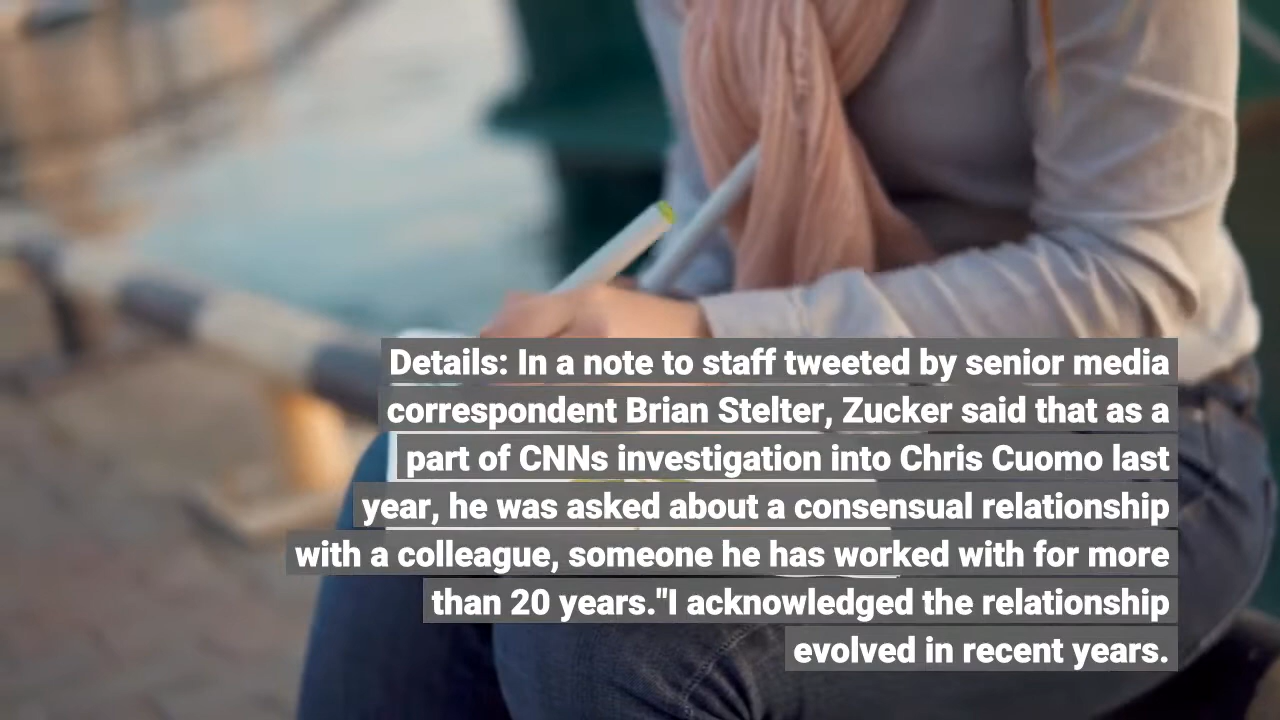 Details: In a note to staff tweeted by senior media
correspondent Brian Stelter, Zucker said that as a
part of CNNs investigation into Chris Cuomo last
year, he was asked about a consensual relationship
with a colleague, someone he has worked with for more
than 20 years."I acknowledged the relationship
evolved in recent years.